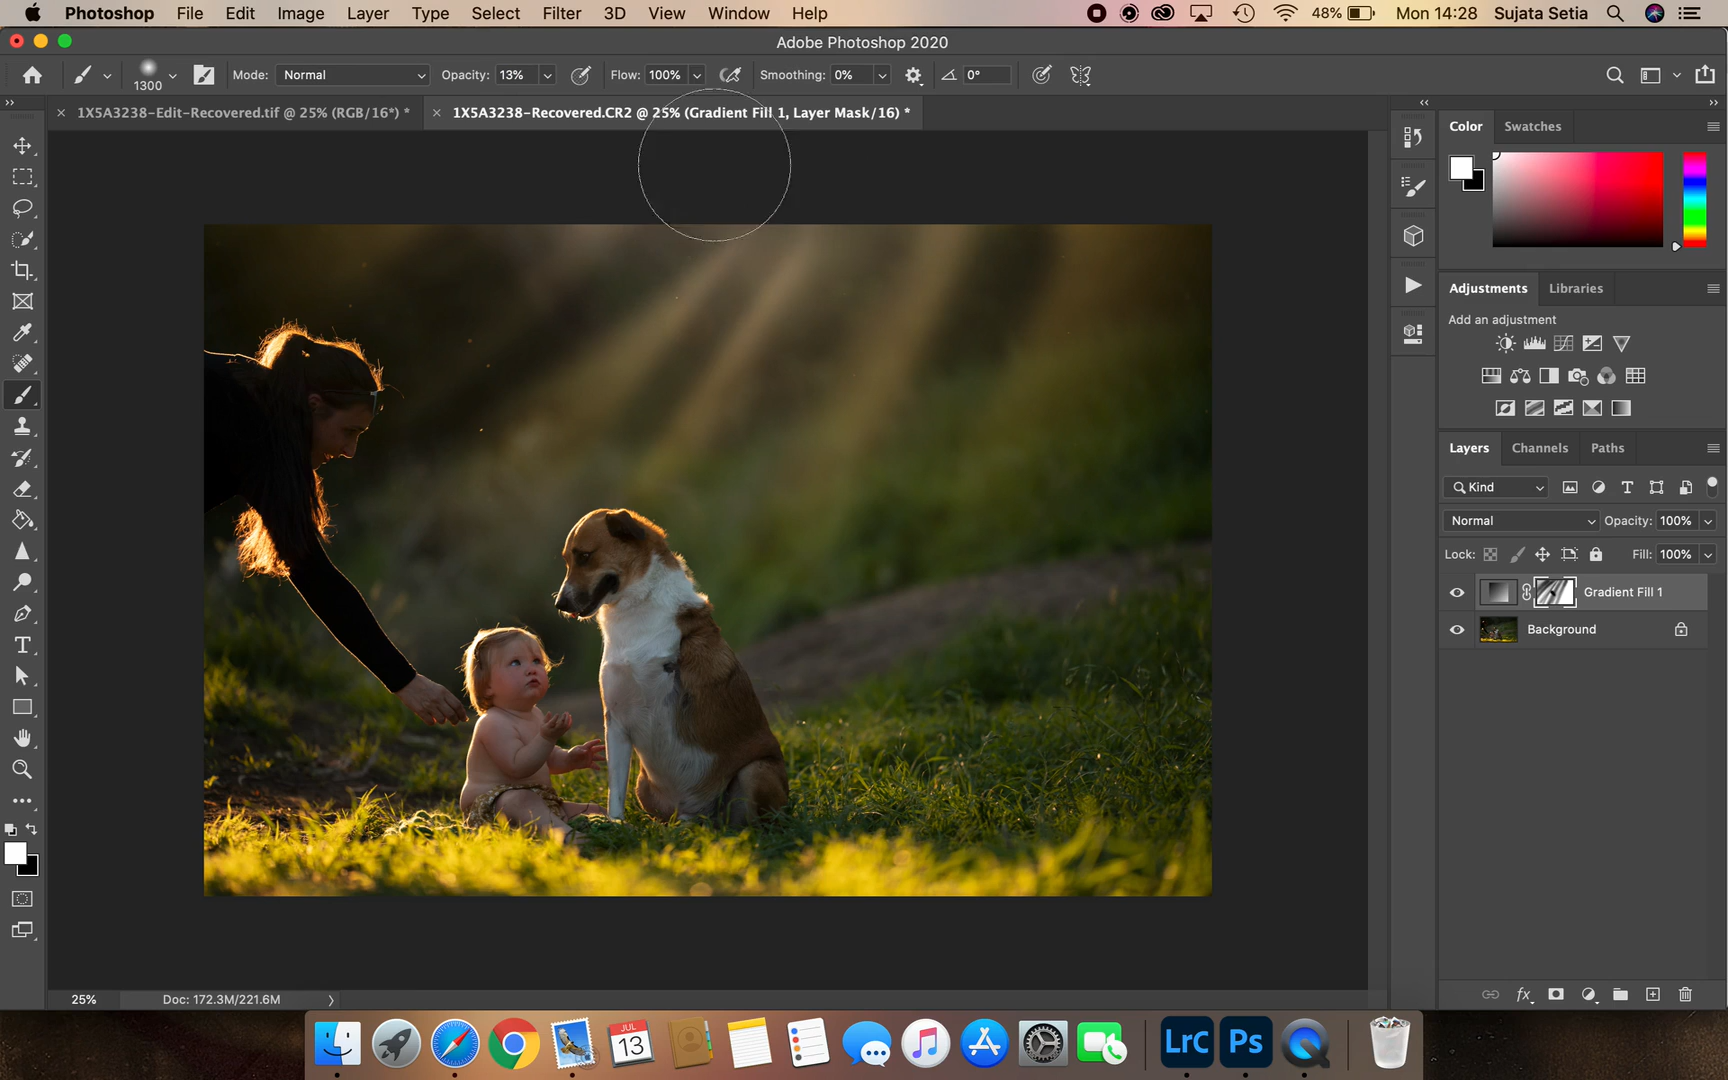 Photoshop File Edit Image Layer Type Select Filter 3D View Window Help 48% Mon 14:28 Sujata Setia
Adobe Photoshop 2020
1300 Mode: Normal Opacity: 13% Flow: 100% Smoothing: 0% 0°
1X5A3238-Edit-Recovered.tif @ 25% (RGB/16*) * 1X5A3238-Recovered.CR2 @ 25% (Gradient Fill 1, Layer Mask/16) *
Color Swatches
Adjustments Libraries
Add an adjustment
Layers Channels Paths
Kind
Normal Opacity: 100%
Lock: Fill: 100%
Gradient Fill 1
Background
25% Doc: 172.3M/221.6M
JUL
13
LrC Ps